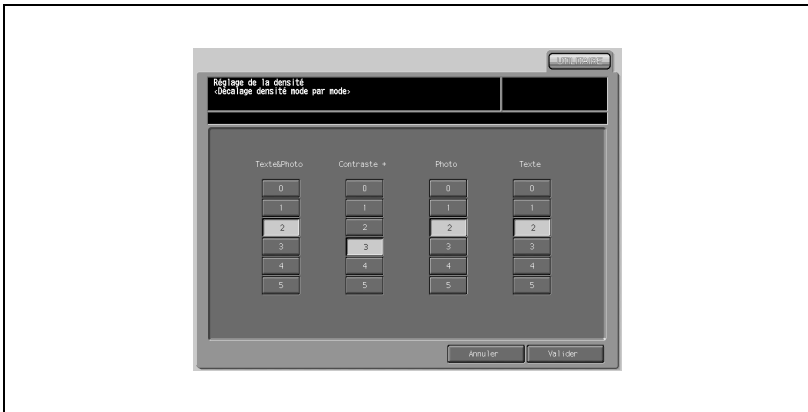 Réglage de la densité
<Décalage densité mode par mode>
Texte&Photo Contraste + Photo Texte
0 0 0 0
1 1 1 1
2 2 2 2
3 3 3 3
4 4 4 4
5 5 5 5
Annuler Valider